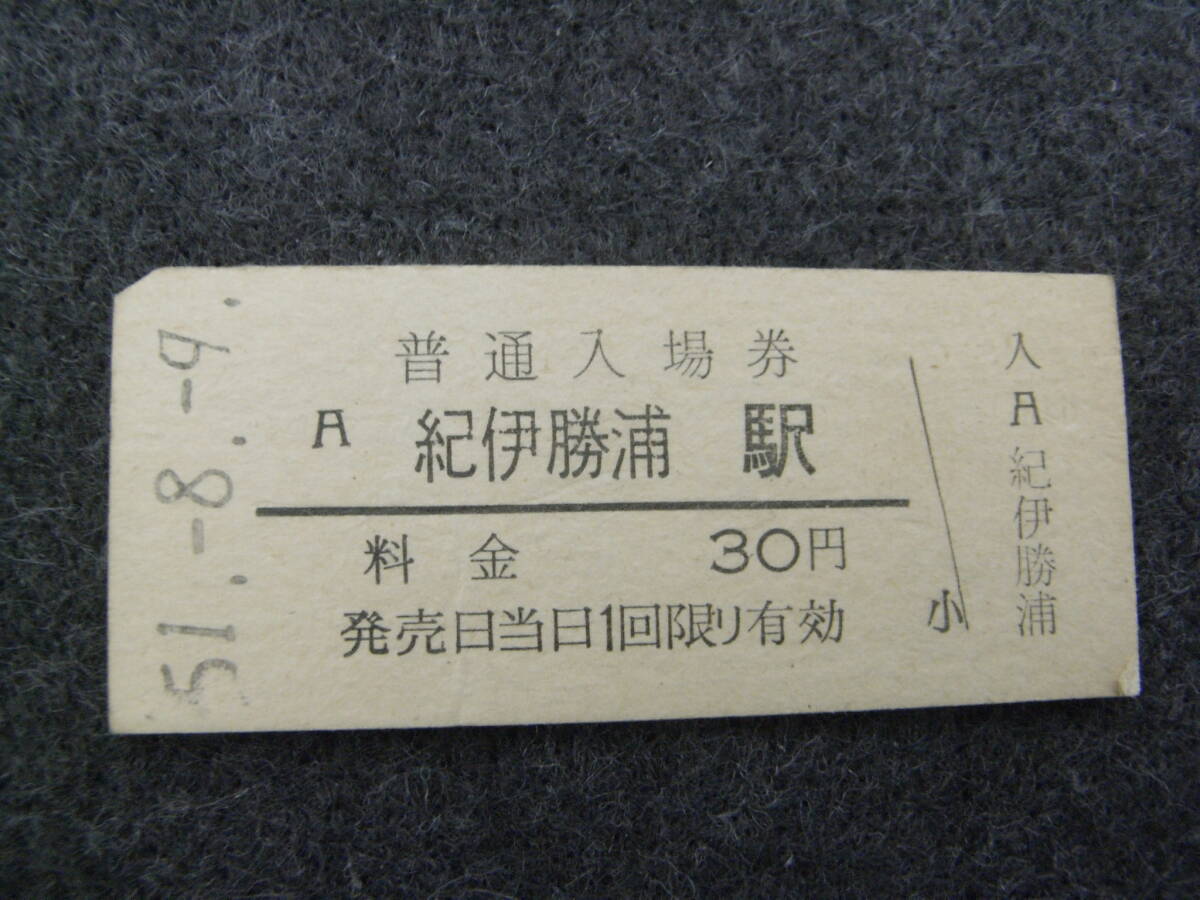 51.-8.-9.
普通入場券
A 紀伊勝浦 駅
料金 30円
発売日当日1回限り有効
小
入
A
紀伊勝浦